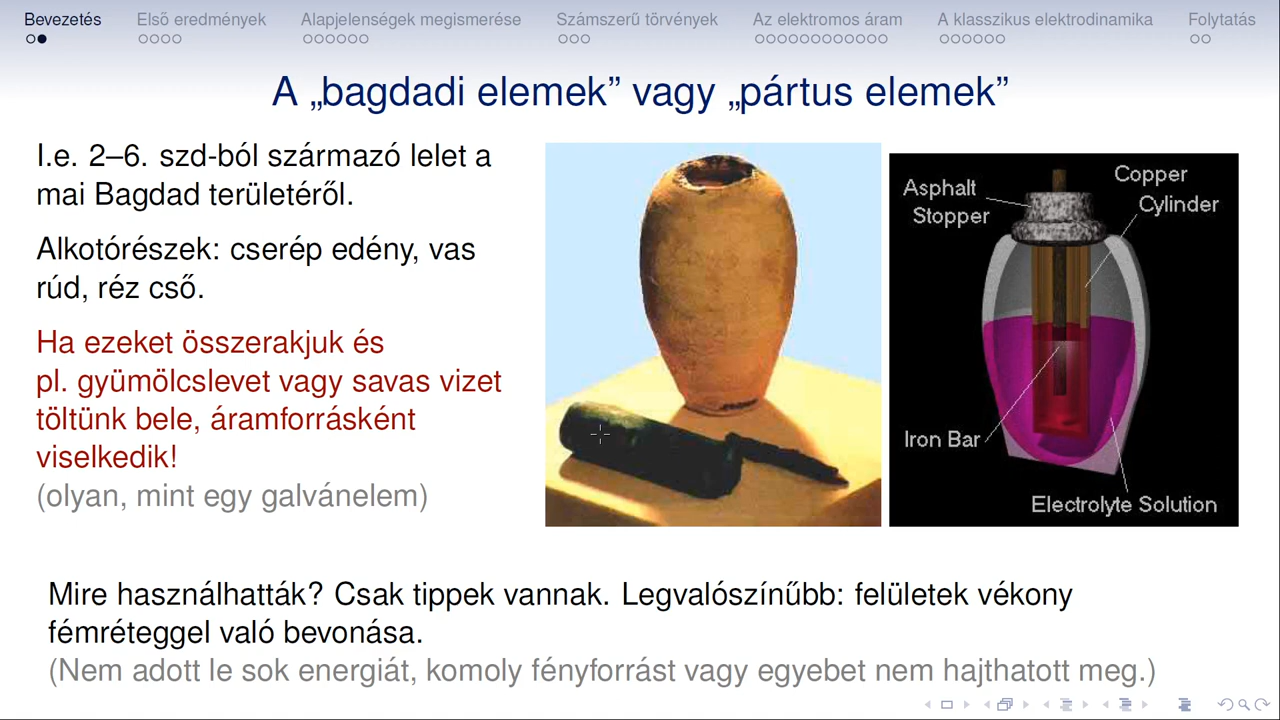 Bevezetés Első eredmények Alapjelenségek megismerése Számszerű törvények Az elektromos áram A klasszikus elektrodinamika Folytatás
A „bagdadi elemek” vagy „pártus elemek”
I.e. 2–6. szd-ból származó lelet a
mai Bagdad területéről.
Alkotórészek: cserép edény, vas
rúd, réz cső.
Ha ezeket összerakjuk és
pl. gyümölcslevet vagy savas vizet
töltünk bele, áramforrásként
viselkedik!
(olyan, mint egy galvánelem)
Asphalt
Stopper
Copper
Cylinder
Iron Bar
Electrolyte Solution
Mire használhatták? Csak tippek vannak. Legvalószínűbb: felületek vékony
fémréteggel való bevonása.
(Nem adott le sok energiát, komoly fényforrást vagy egyebet nem hajthatott meg.)